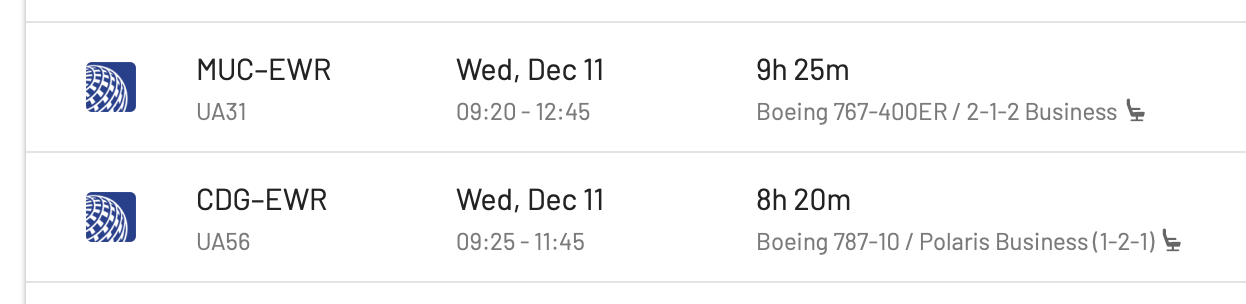 MUC–EWR Wed, Dec 11 9h 25m
UA31 09:20 - 12:45 Boeing 767-400ER / 2-1-2 Business
CDG–EWR Wed, Dec 11 8h 20m
UA56 09:25 - 11:45 Boeing 787-10 / Polaris Business (1-2-1)